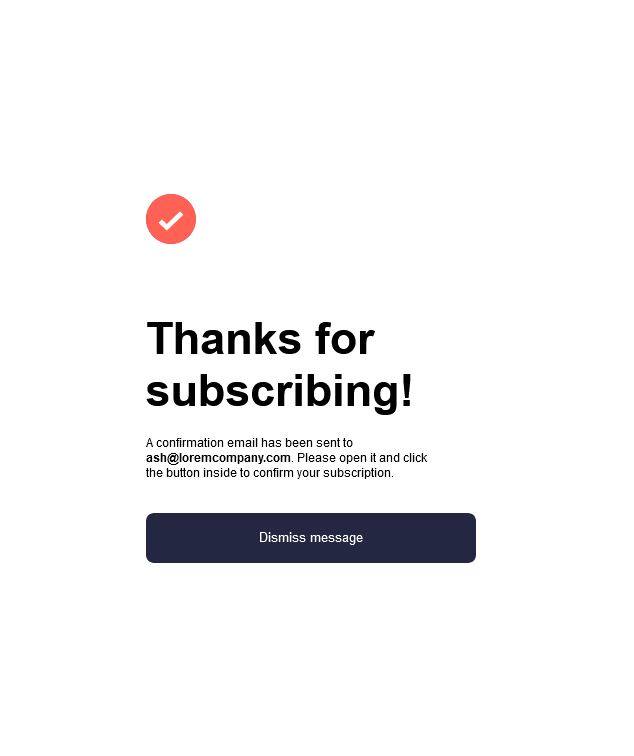 Thanks for
subscribing!
A confirmation email has been sent to
ash@loremcompany.com. Please open it and click
the button inside to confirm your subscription.
Dismiss message